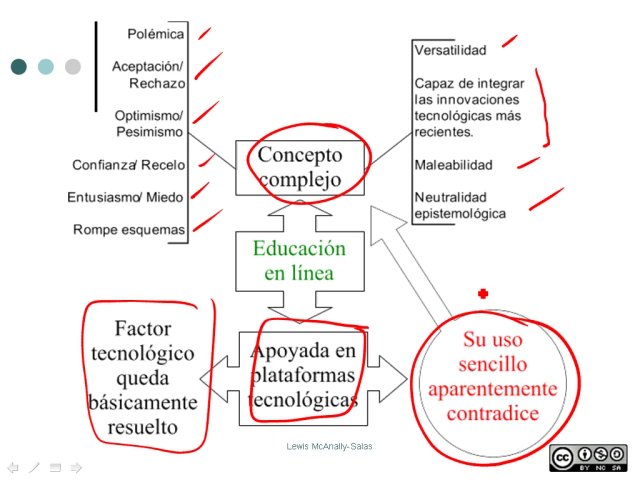 Polémica
Aceptación/
Rechazo
Optimismo/
Pesimismo
Confianza/ Recelo
Entusiasmo/ Miedo
Rompe esquemas
Concepto
complejo
Versatilidad
Capaz de integrar
las innovaciones
tecnológicas más
recientes.
Maleabilidad
Neutralidad
epistemológica
Educación
en línea
Factor
tecnológico
queda
básicamente
resuelto
Apoyada en
plataformas
tecnológicas
Su uso
sencillo
aparentemente
contradice
Lewis McAnally-Salas
cc
BY NC SA